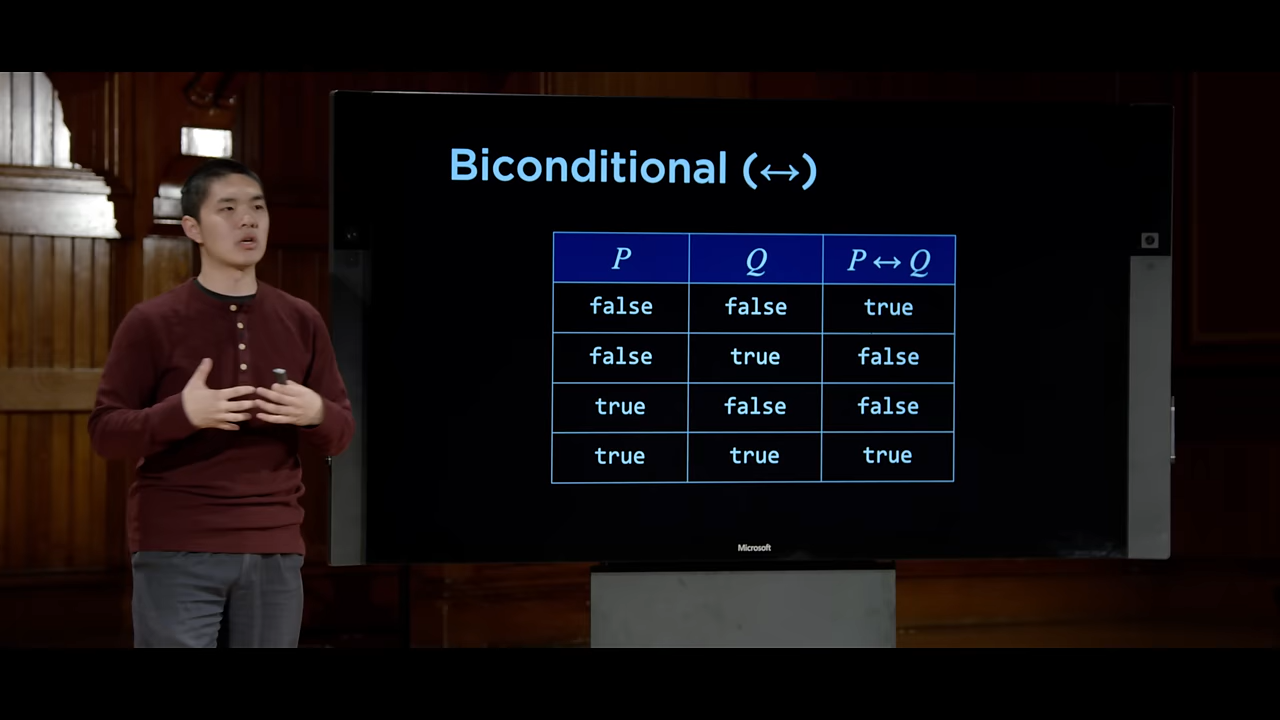 Biconditional (↔)
P Q P ↔ Q
false false true
false true false
true false false
true true true
Microsoft